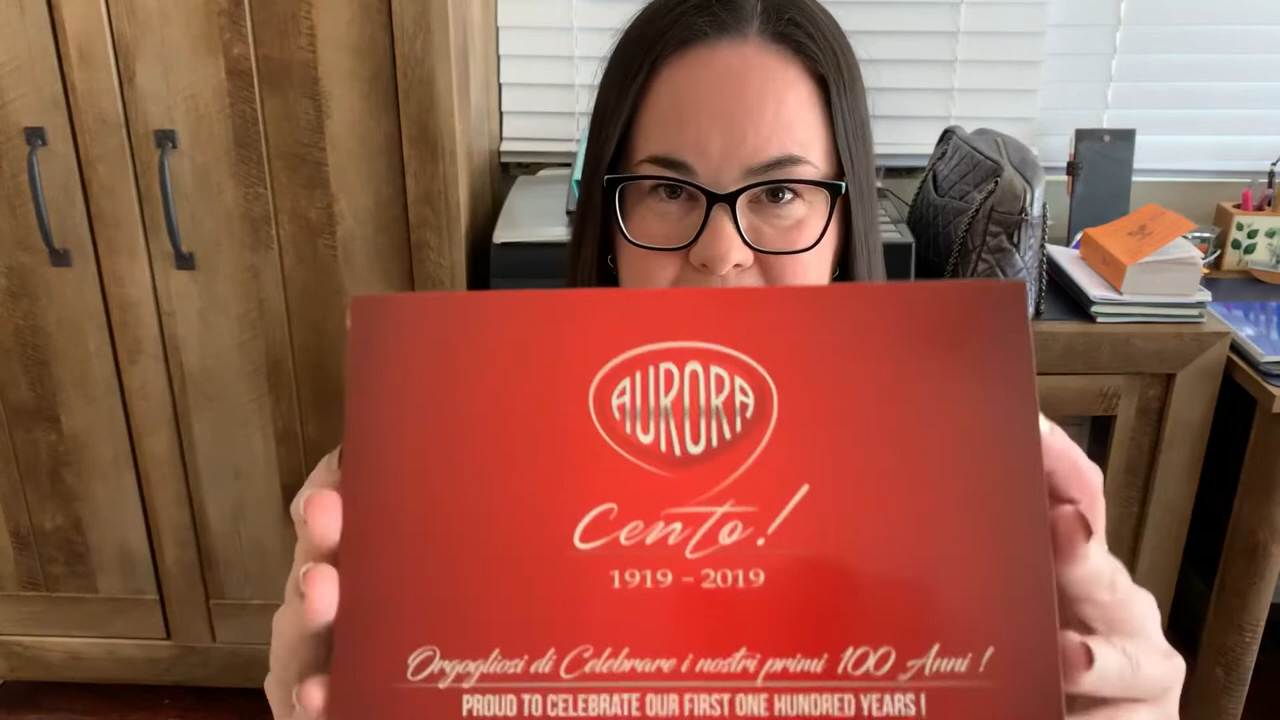 AURORA
Cento!
1919 - 2019
Orgogliosi di Celebrare i nostri primi 100 Anni !
PROUD TO CELEBRATE OUR FIRST ONE HUNDRED YEARS !